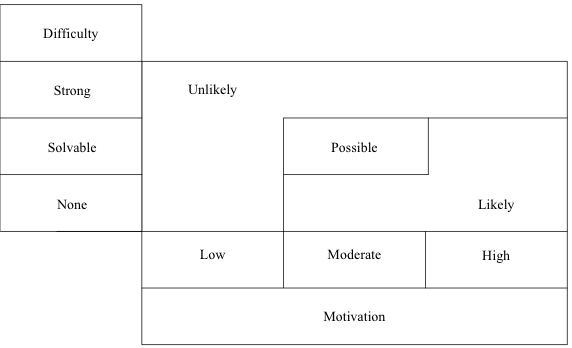 Difficulty
Strong
Unlikely
Solvable
Possible
None
Likely
Low
Moderate
High
Motivation